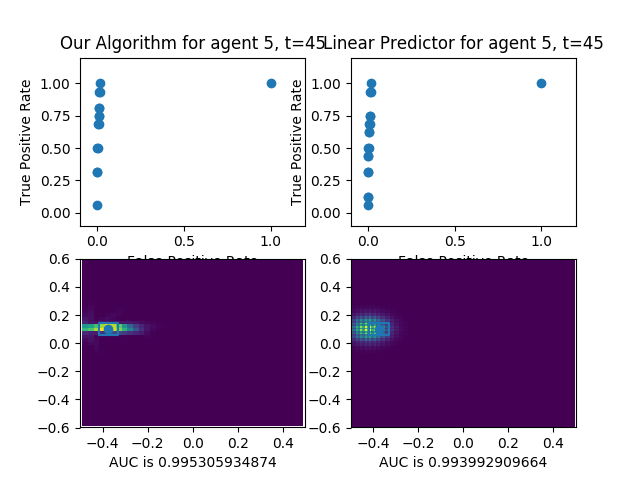 Our Algorithm for agent 5, t=45
Linear Predictor for agent 5, t=45
True Positive Rate
1.00
0.75
0.50
0.25
0.00
0.0 0.5 1.0
False Positive Rate
True Positive Rate
1.00
0.75
0.50
0.25
0.00
0.0 0.5 1.0
False Positive Rate
0.6
0.4
0.2
0.0
−0.2
−0.4
−0.6
−0.4 −0.2 0.0 0.2 0.4
AUC is 0.995305934874
0.6
0.4
0.2
0.0
−0.2
−0.4
−0.6
−0.4 −0.2 0.0 0.2 0.4
AUC is 0.993992909664